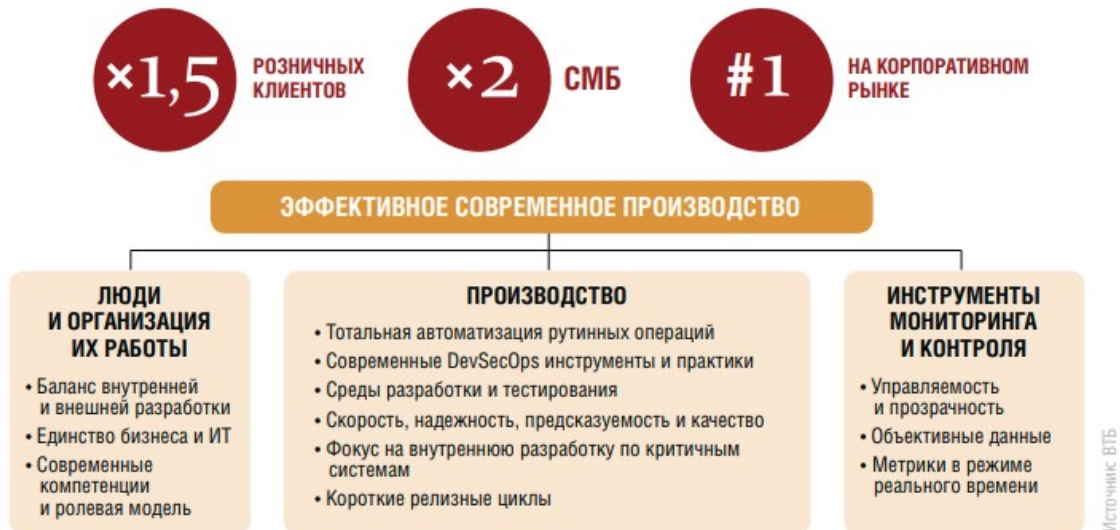 ×1,5
РОЗНИЧНЫХ
КЛИЕНТОВ
×2
СМБ
#1
НА КОРПОРАТИВНОМ
РЫНКЕ
ЭФФЕКТИВНОЕ СОВРЕМЕННОЕ ПРОИЗВОДСТВО
ЛЮДИ
И ОРГАНИЗАЦИЯ
ИХ РАБОТЫ
• Баланс внутренней
и внешней разработки
• Единство бизнеса и ИТ
• Современные
компетенции
и ролевая модель
ПРОИЗВОДСТВО
• Тотальная автоматизация рутинных операций
• Современные DevSecOps инструменты и практики
• Среды разработки и тестирования
• Скорость, надежность, предсказуемость и качество
• Фокус на внутреннюю разработку по критичным
системам
• Короткие релизные циклы
ИНСТРУМЕНТЫ
МОНИТОРИНГА
И КОНТРОЛЯ
• Управляемость
и прозрачность
• Объективные данные
• Метрики в режиме
реального времени
Источник: ВТБ